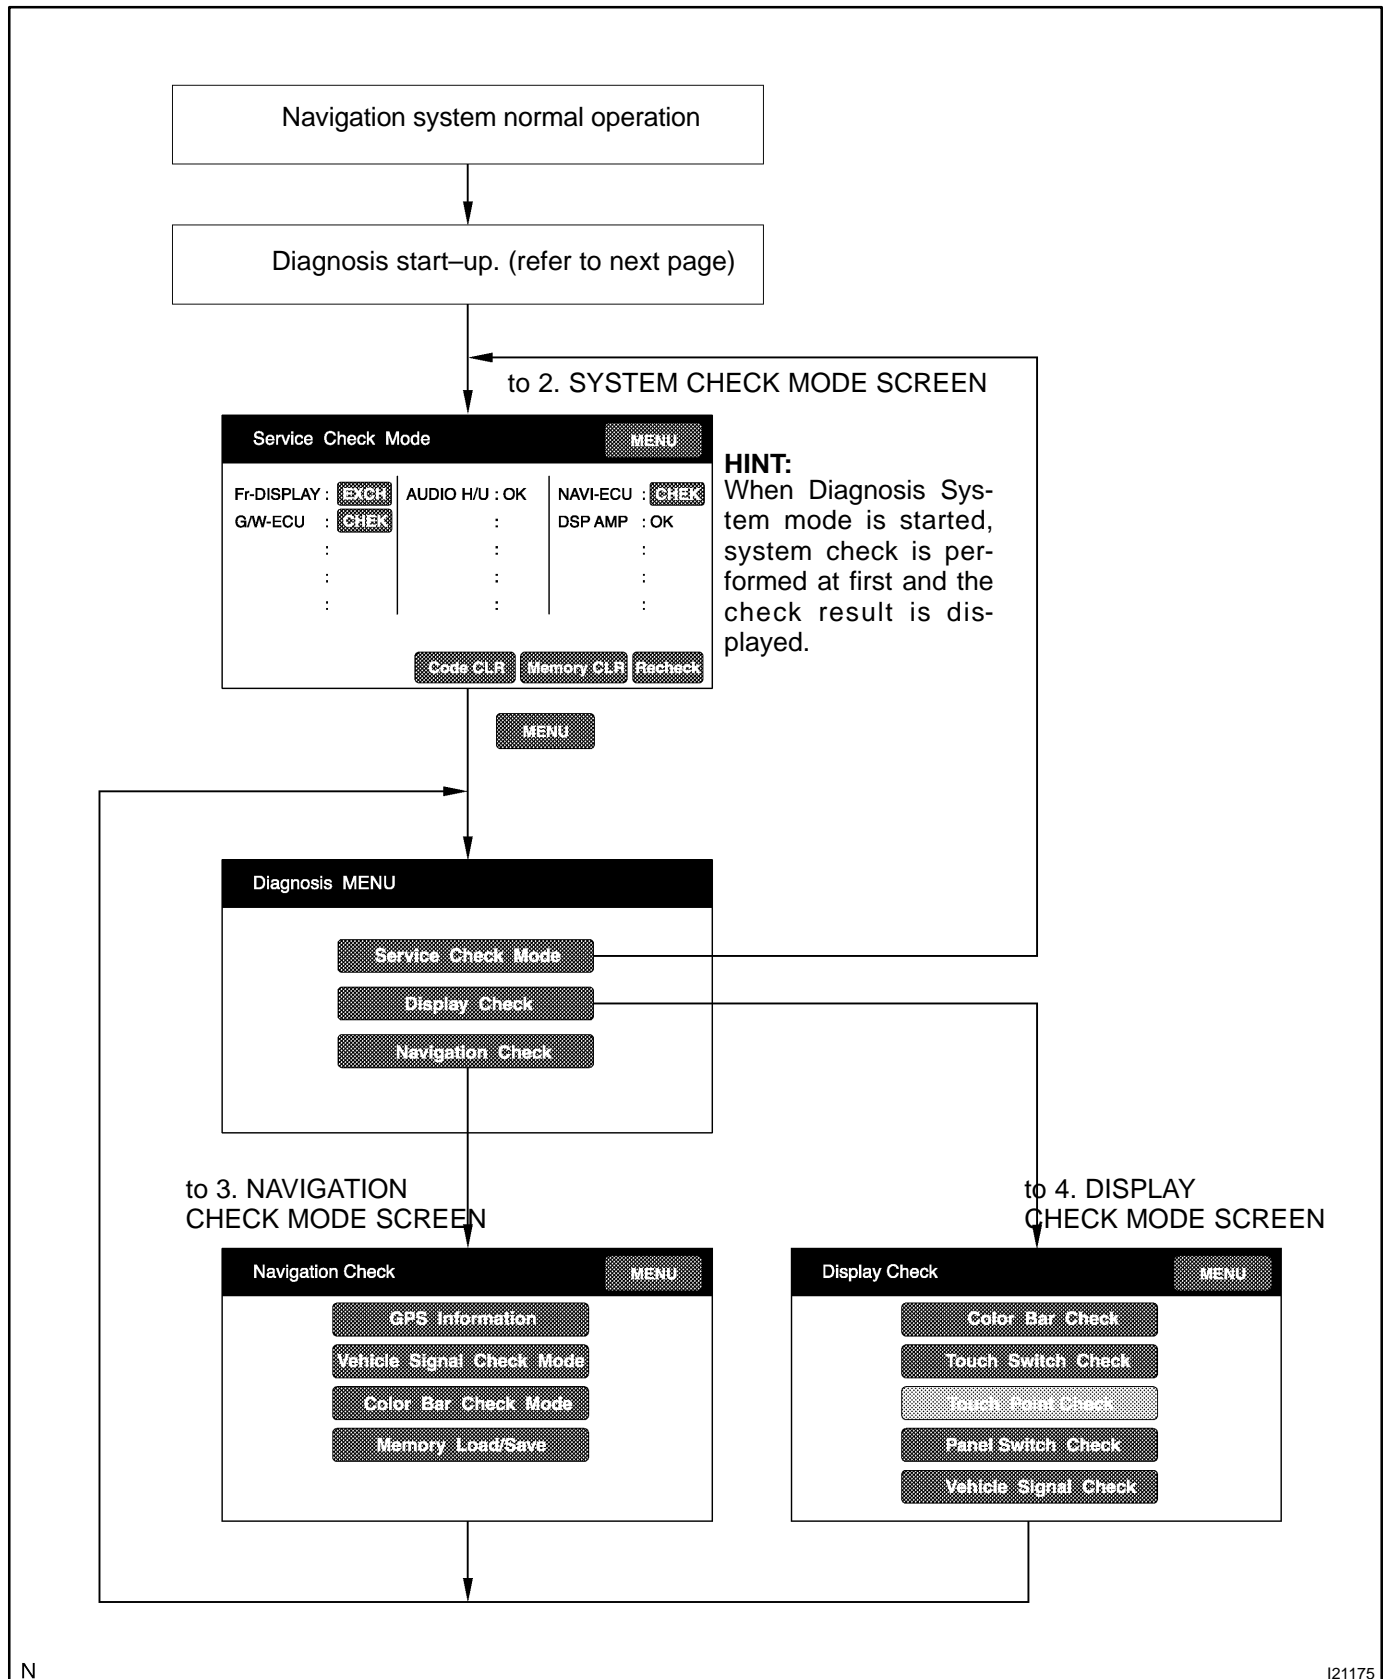 Navigation system normal operation
Diagnosis start–up. (refer to next page)
to 2. SYSTEM CHECK MODE SCREEN
Service Check Mode MENU
Fr-DISPLAY : EXCH AUDIO H/U : OK NAVI-ECU : CHEK
G/W-ECU : CHEK : DSP AMP : OK
: : :
: : :
: : :
Code CLR Memory CLR Recheck
HINT:
When Diagnosis Sys-
tem mode is started,
system check is per-
formed at first and the
check result is dis-
played.
MENU
Diagnosis MENU
Service Check Mode
Display Check
Navigation Check
to 3. NAVIGATION
CHECK MODE SCREEN
to 4. DISPLAY
CHECK MODE SCREEN
Navigation Check MENU
GPS Information
Vehicle Signal Check Mode
Color Bar Check Mode
Memory Load/Save
Display Check MENU
Color Bar Check
Touch Switch Check
Touch Point Check
Panel Switch Check
Vehicle Signal Check
N
I21175